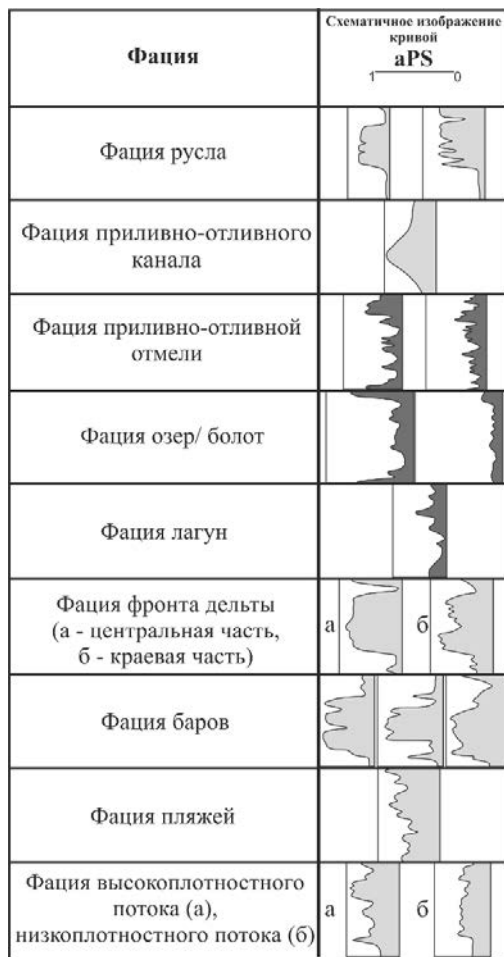 Фация
Схематичное изображение
кривой
aPS
1 0
Фация русла
Фация приливно-отливного
канала
Фация приливно-отливной
отмели
Фация озер/ болот
Фация лагун
Фация фронта дельты
(а - центральная часть,
б - краевая часть)
а б
Фация баров
Фация пляжей
Фация высокоплотностного
потока (а),
низкоплотностного потока (б)
а б